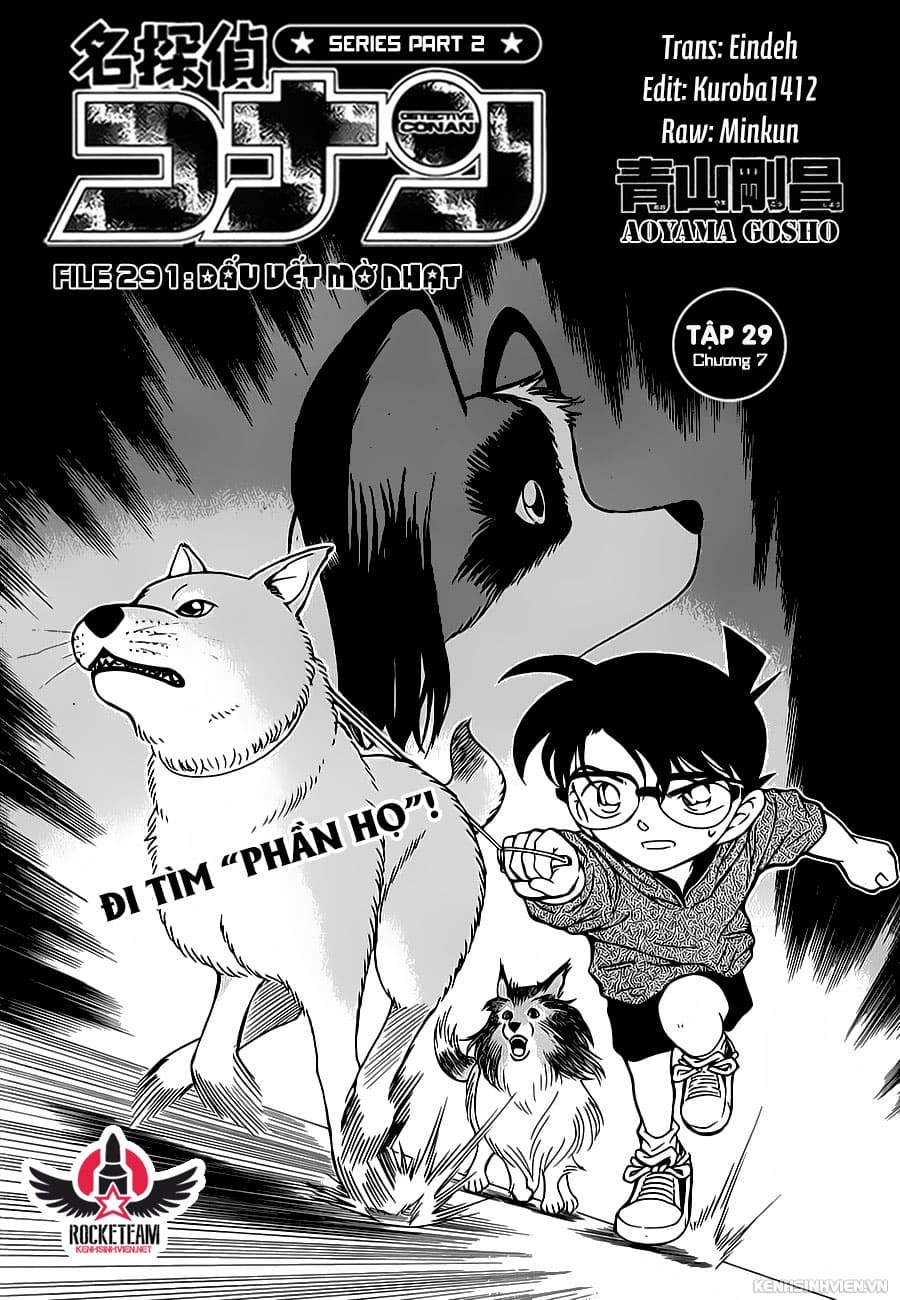 名探偵
SERIES PART 2
コナン
DETECTIVE
CONAN
Trans: Eindeh
Edit: Kuroba1412
Raw: Minkun
青山剛昌
AOYAMA GOSHO
FILE 291: DẤU VẾT MỜ NHẠT
TẬP 29
Chương 7
ĐI TÌM “PHẦN HỌ”!
ROCKETEAM
KENHSINHVIEN.NET
KENHSINHVIEN.VN